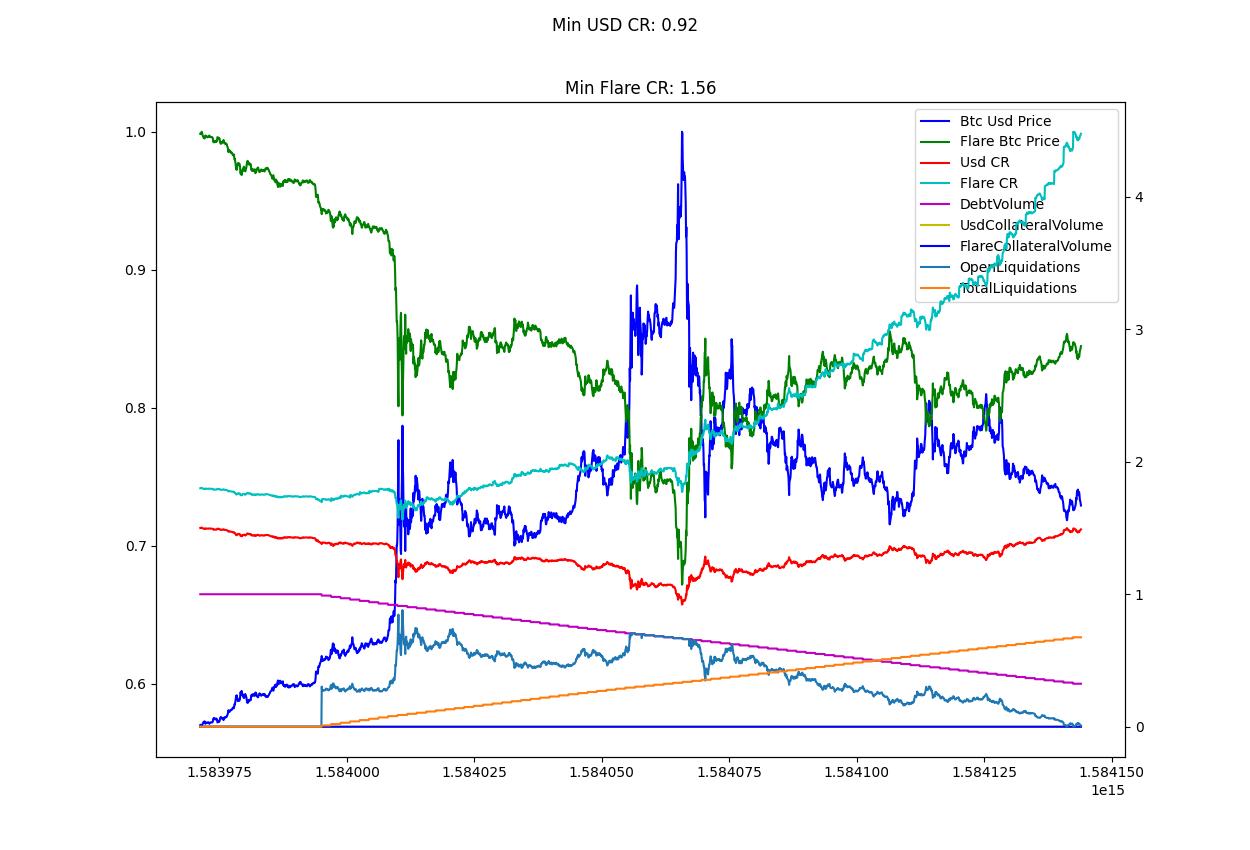 Min USD CR: 0.92
Min Flare CR: 1.56
Btc Usd Price
Flare Btc Price
Usd CR
Flare CR
DebtVolume
UsdCollateralVolume
FlareCollateralVolume
OpenLiquidations
TotalLiquidations
1.0
0.9
0.8
0.7
0.6
4
3
2
1
0
1.583975 1.584000 1.584025 1.584050 1.584075 1.584100 1.584125 1.584150
1e15